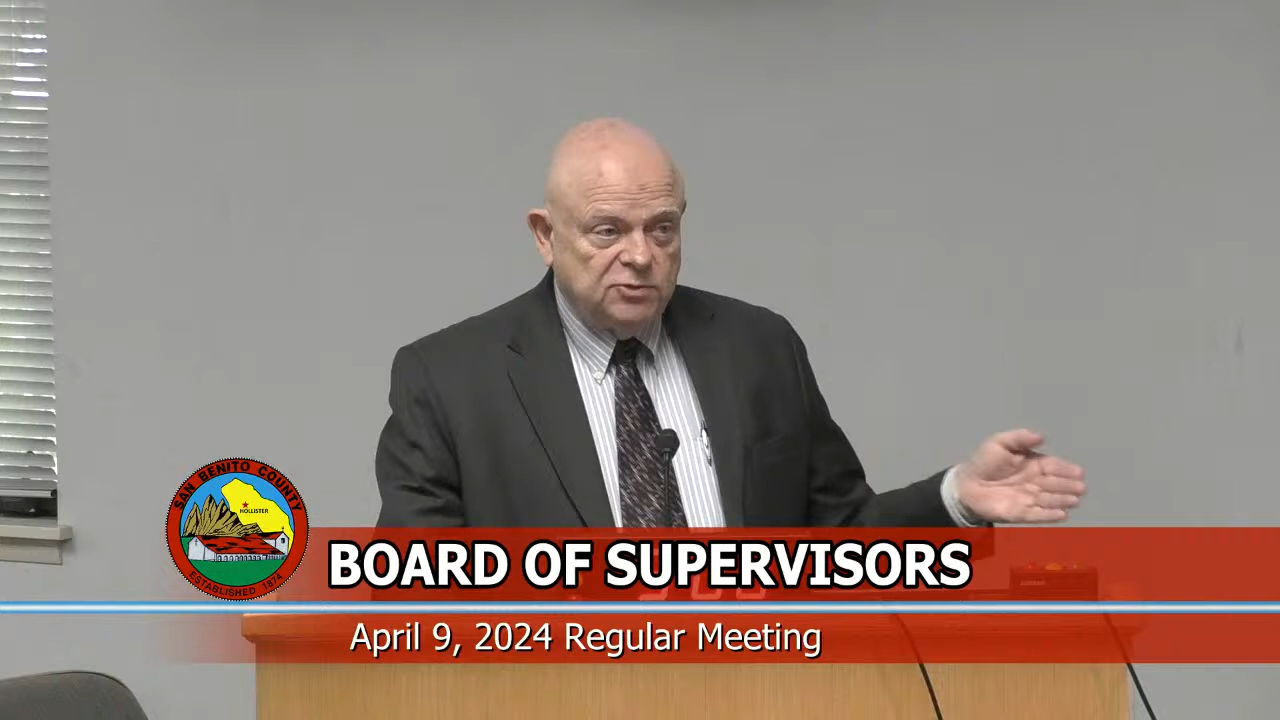 SAN BENITO COUNTY
HOLLISTER
ESTABLISHED 1874
BOARD OF SUPERVISORS
April 9, 2024 Regular Meeting